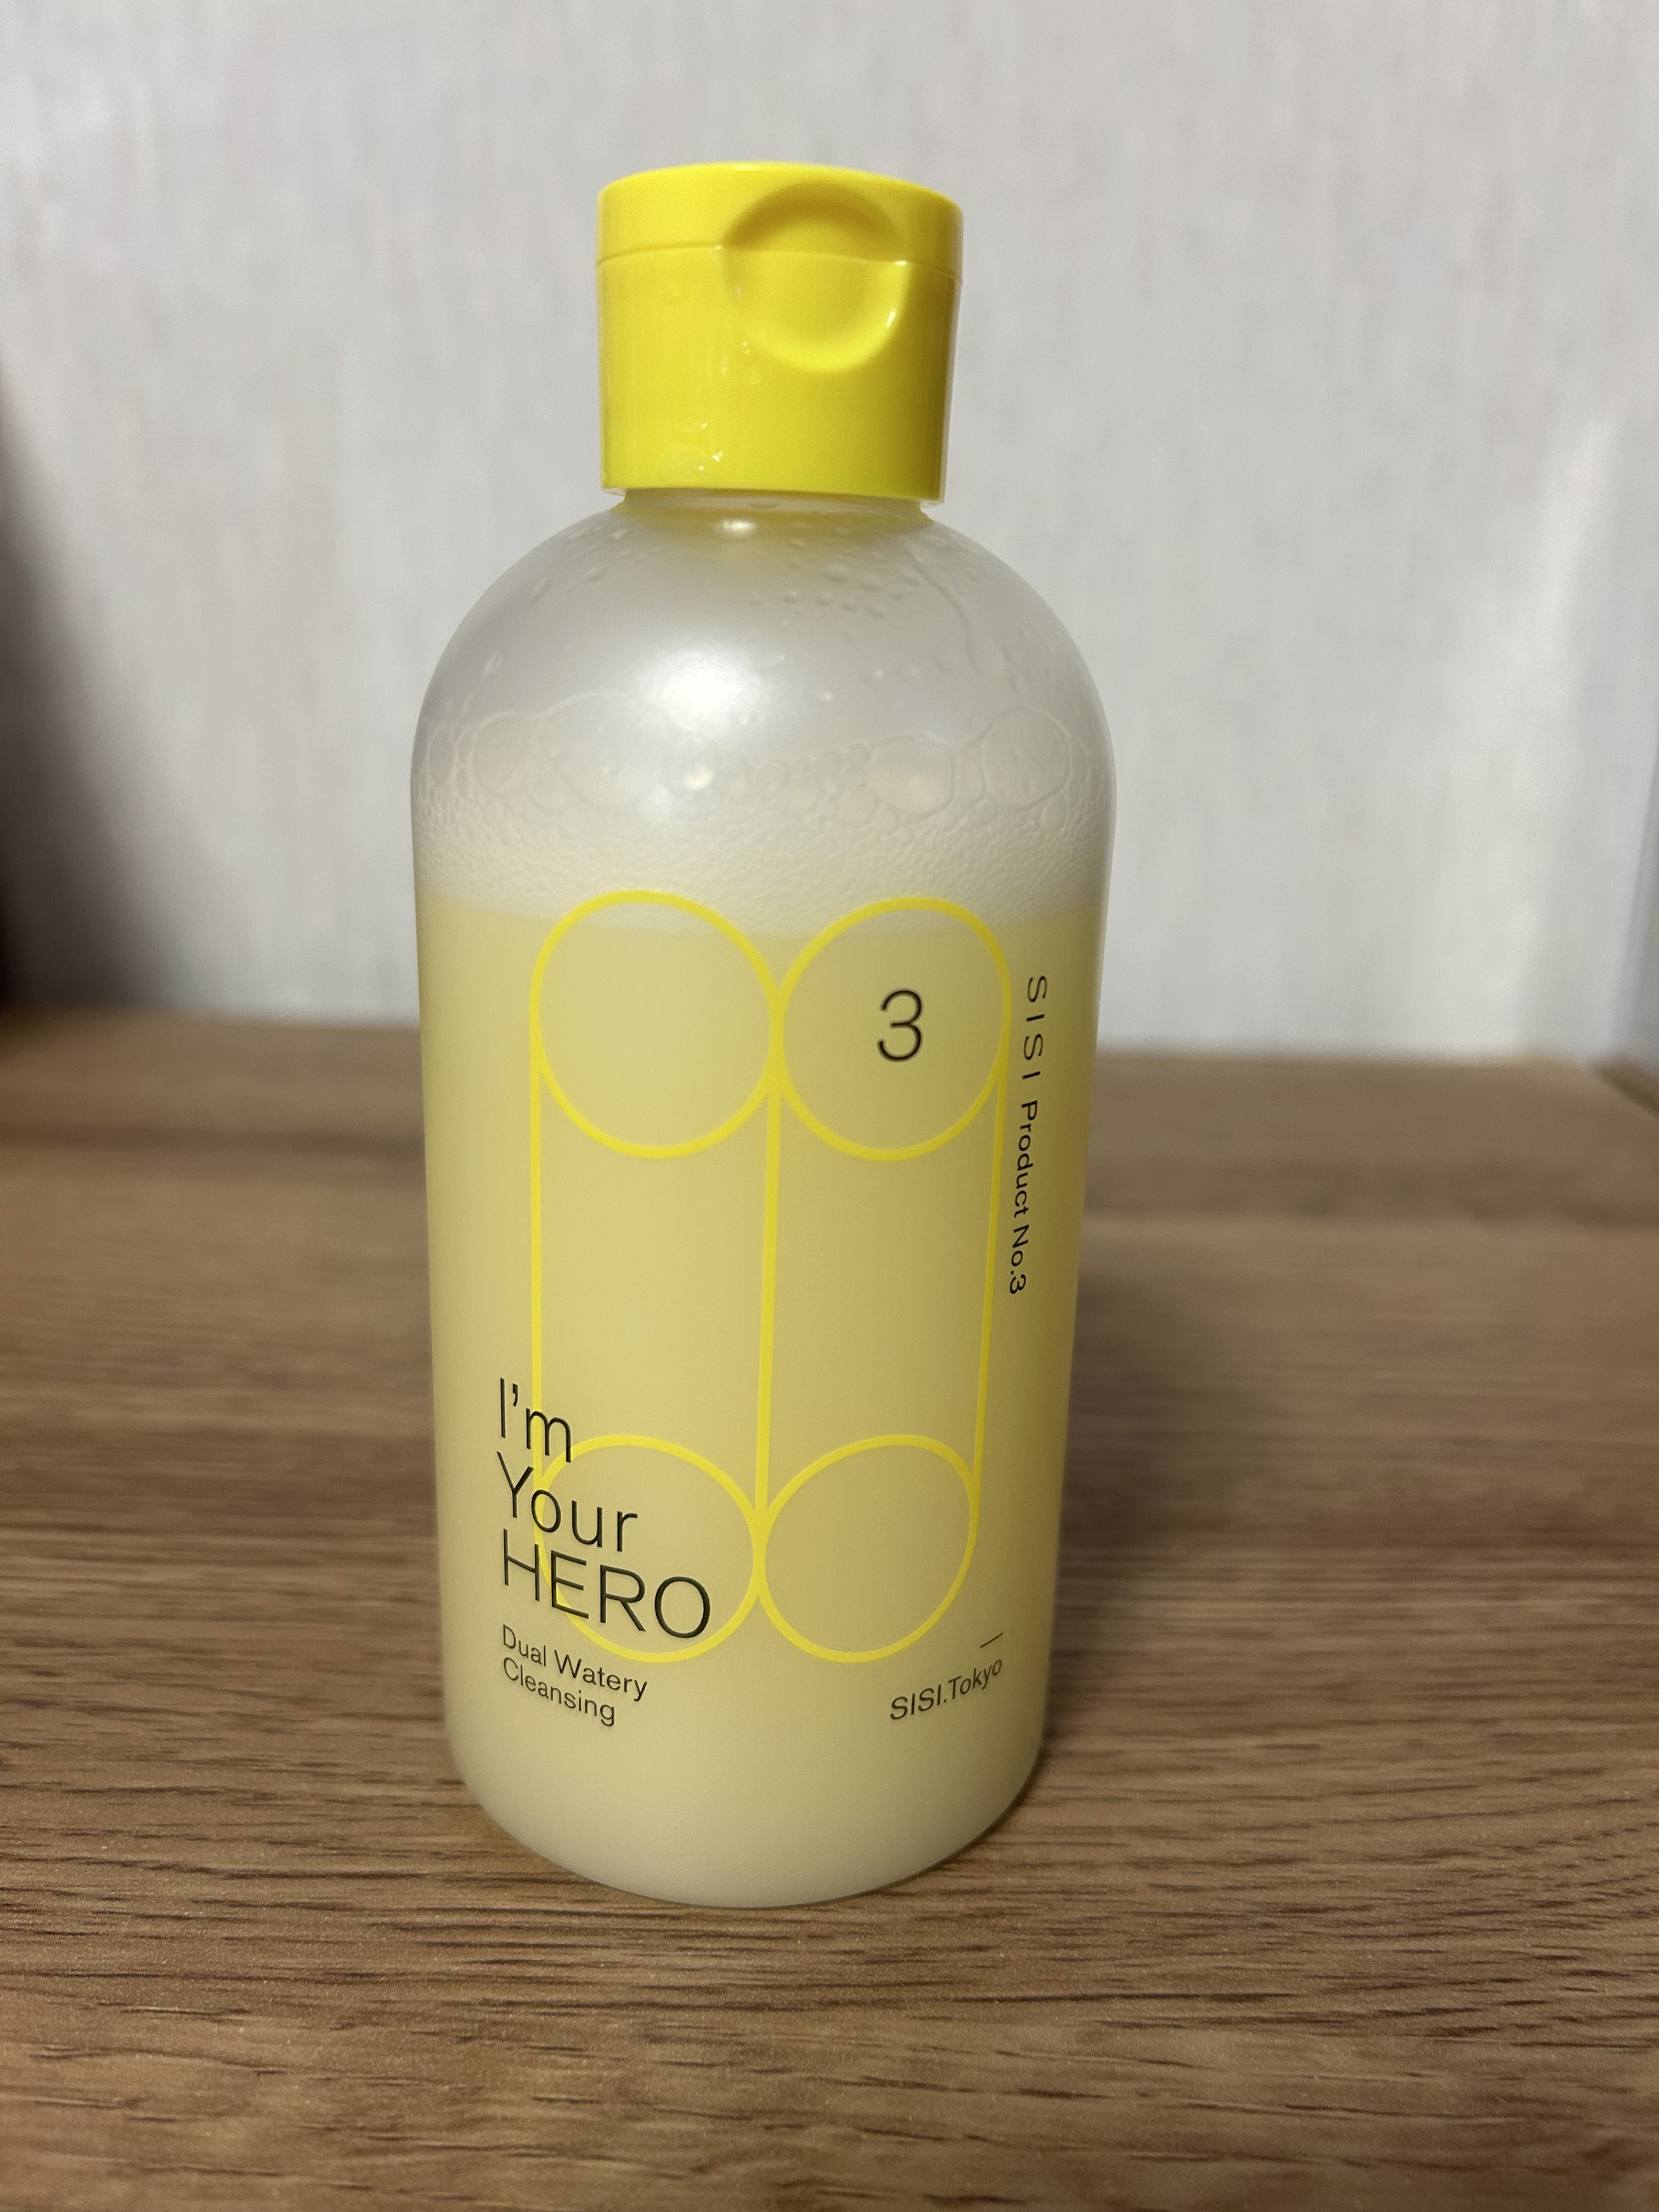 3
SISI Product No.3
I'm
Your
HERO
Dual Watery
Cleansing
SISI.Tokyo